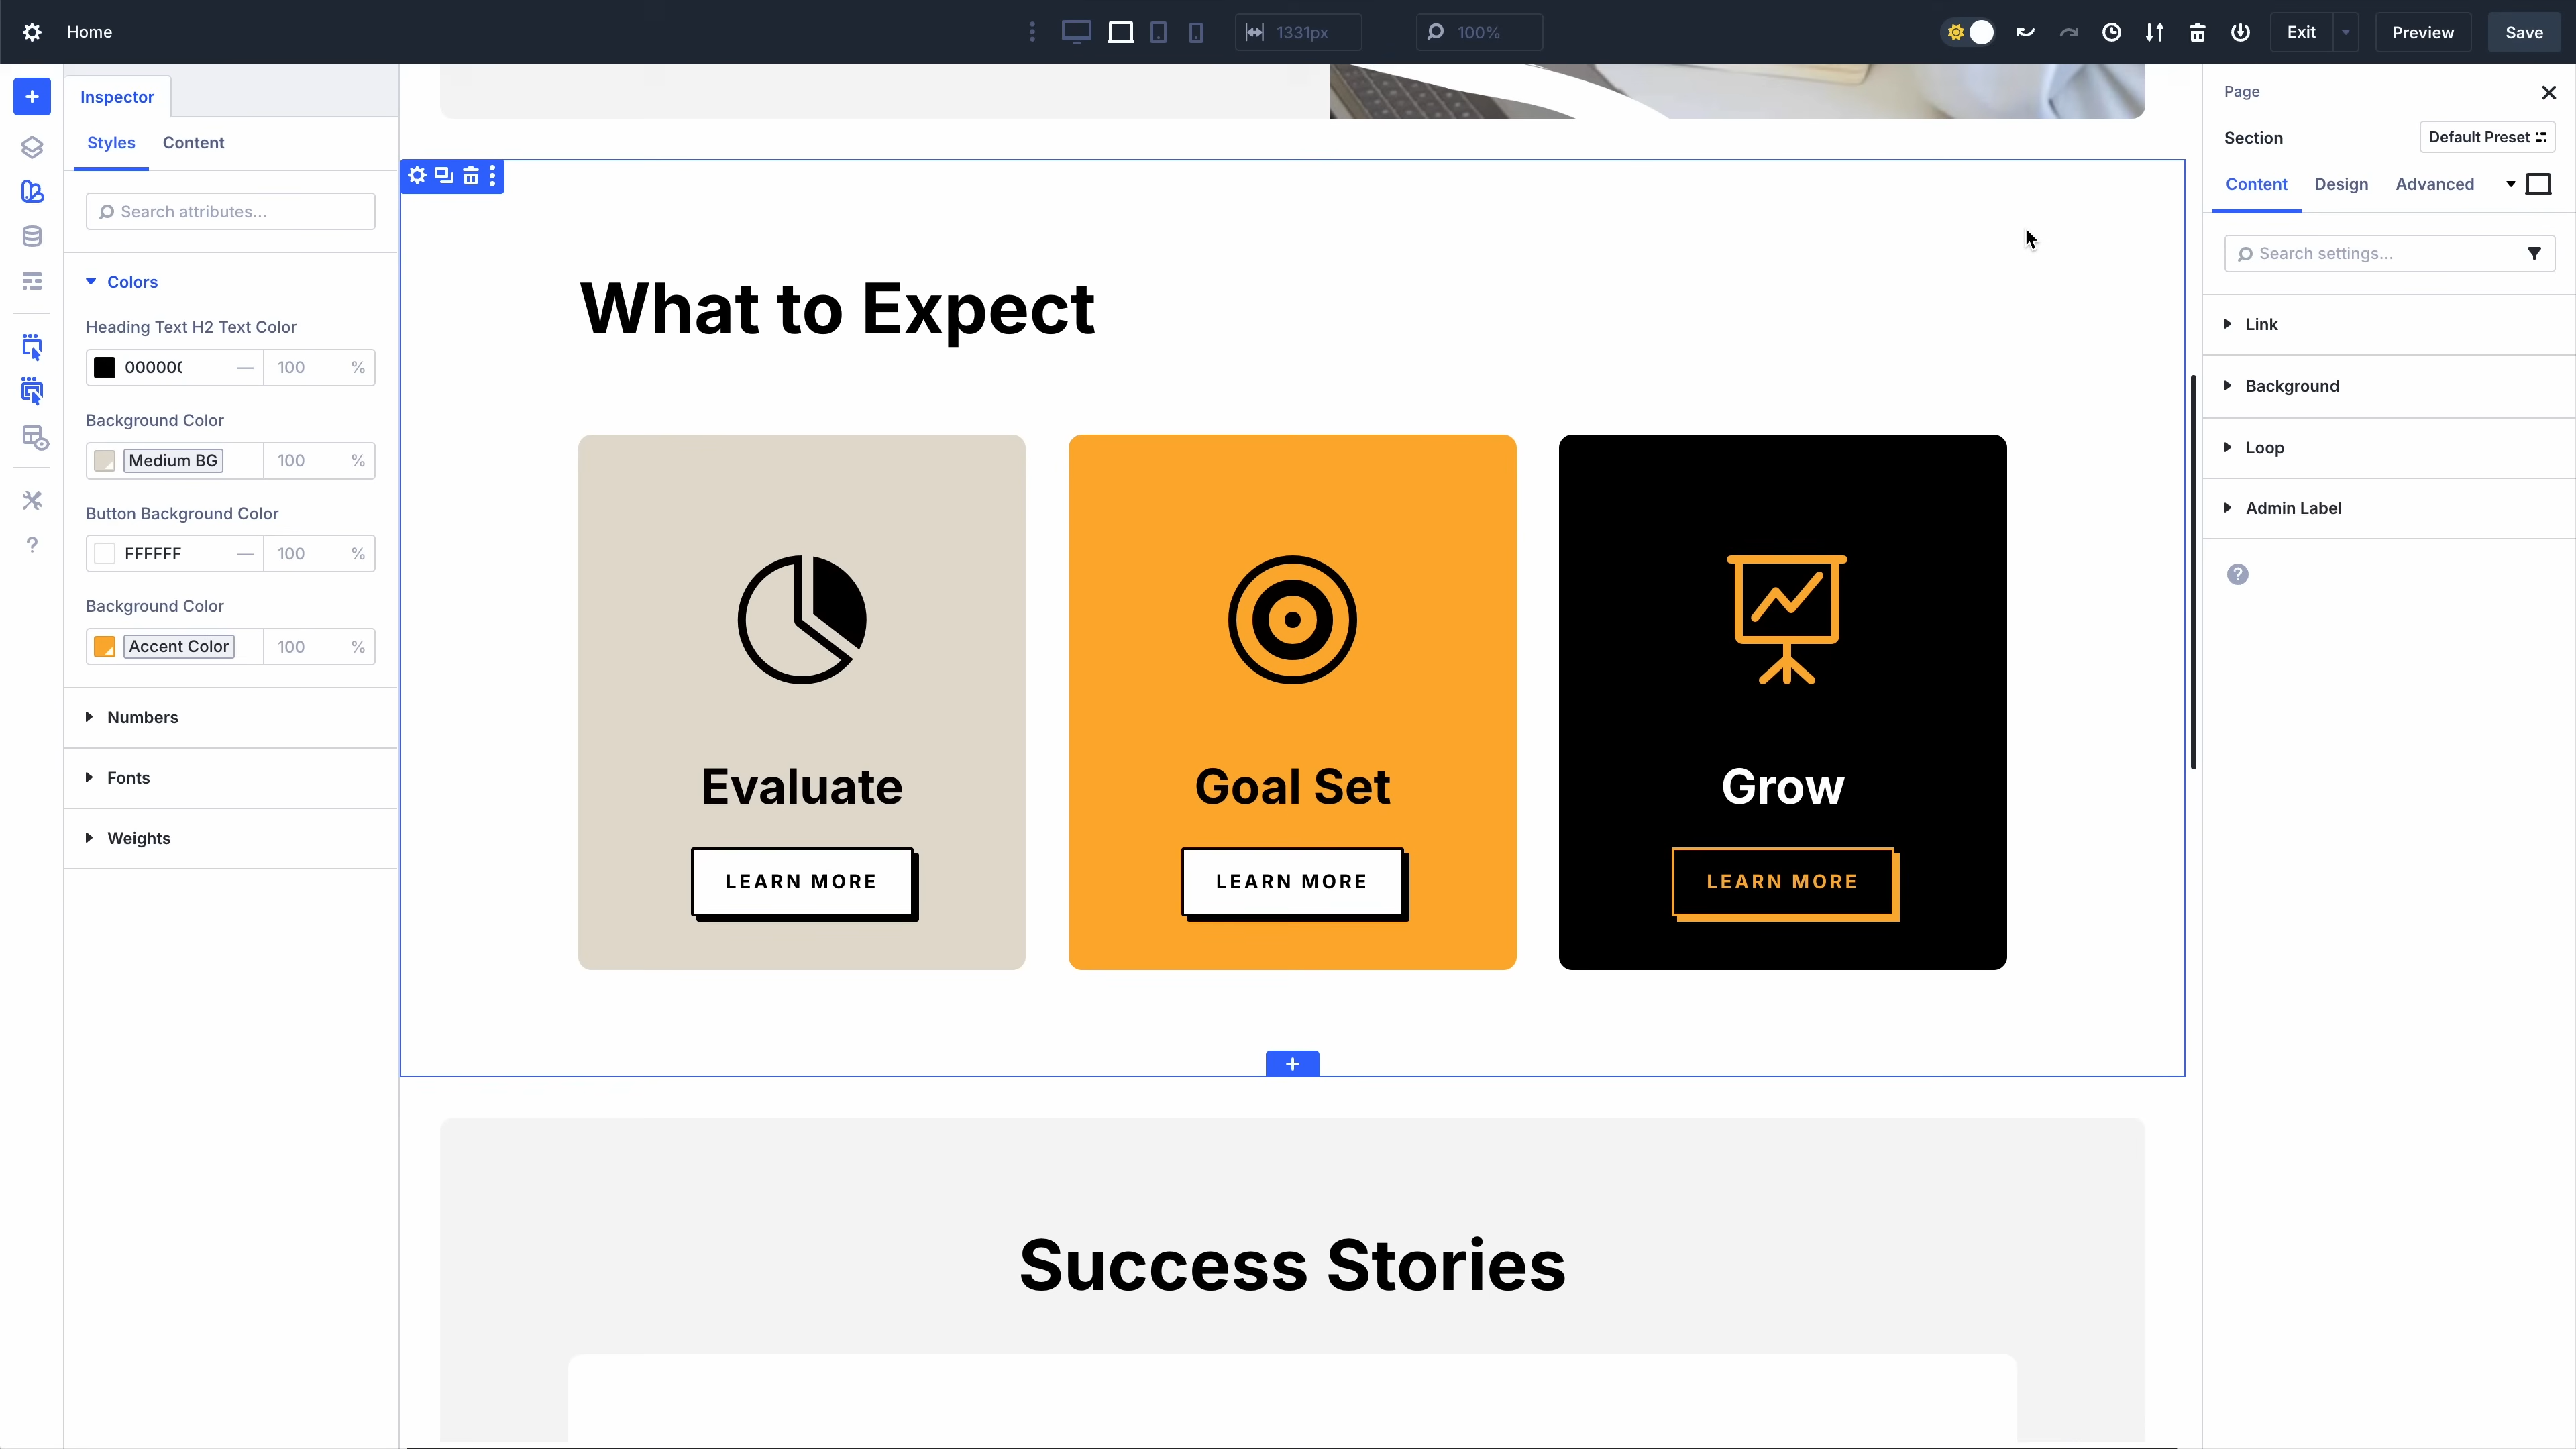 Home
1331px
100%
Exit
Preview
Save
Inspector
Styles
Content
Search attributes...
Colors
Heading Text H2 Text Color
000000
100
%
Background Color
Medium BG
100
%
Button Background Color
FFFFFF
100
%
Background Color
Accent Color
100
%
Numbers
Fonts
Weights
What to Expect
Evaluate
LEARN MORE
Goal Set
LEARN MORE
Grow
LEARN MORE
Success Stories
Page
Section
Default Preset
Content
Design
Advanced
Search settings...
Link
Background
Loop
Admin Label